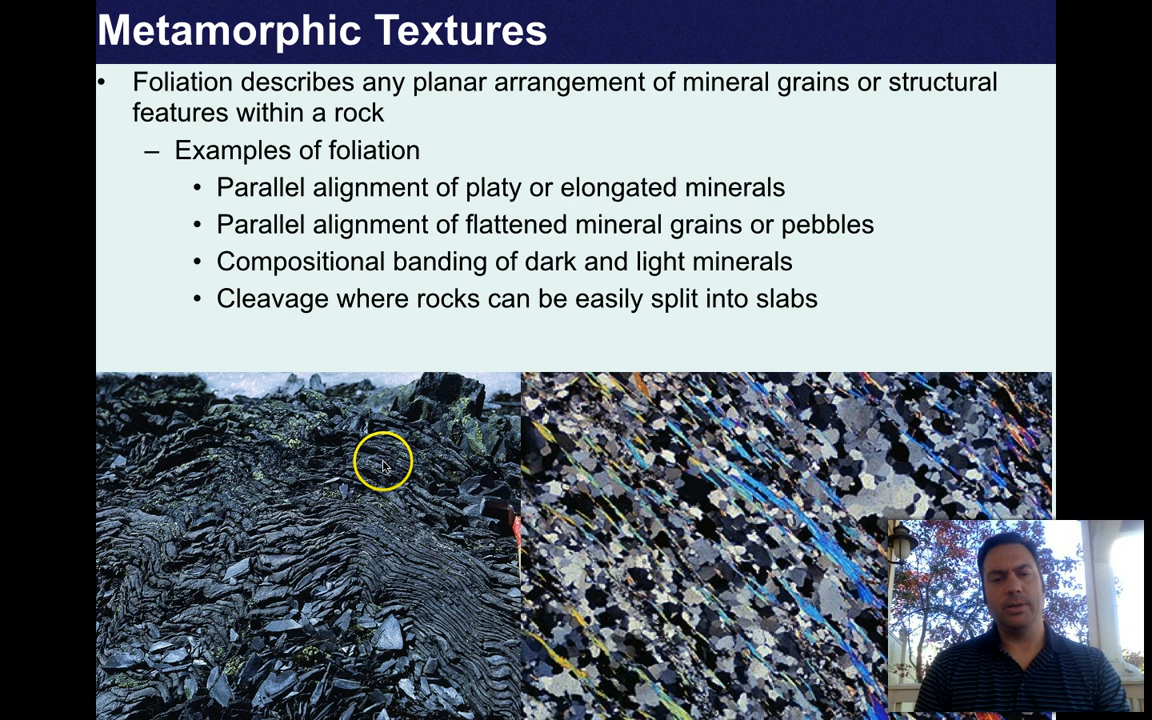 Metamorphic Textures
• Foliation describes any planar arrangement of mineral grains or structural
features within a rock
– Examples of foliation
• Parallel alignment of platy or elongated minerals
• Parallel alignment of flattened mineral grains or pebbles
• Compositional banding of dark and light minerals
• Cleavage where rocks can be easily split into slabs